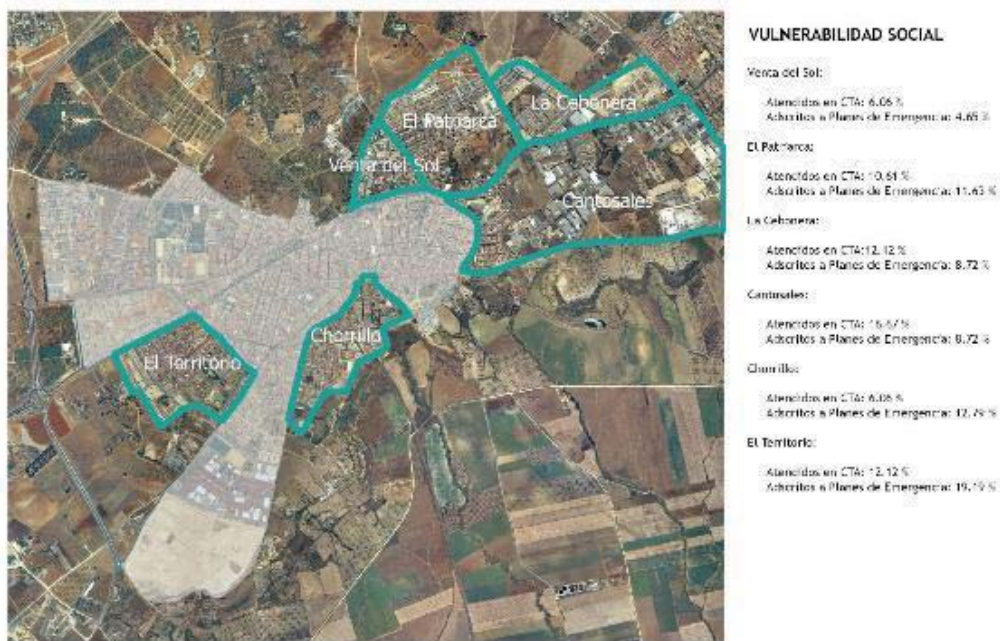 El Patriarca
La Cebonera
Venta del Sol
Cantosales
Chorrillo
El Territorio
VULNERABILIDAD SOCIAL
Venta del Sol:
Atendidos en CTA: 6.06 %
Adscritos a Planes de Emergencia: 4.65 %
El Patriarca:
Atendidos en CTA: 10.61 %
Adscritos a Planes de Emergencia: 11.63 %
La Cebonera:
Atendidos en CTA: 12.12 %
Adscritos a Planes de Emergencia: 8.72 %
Cantosales:
Atendidos en CTA: 16.67 %
Adscritos a Planes de Emergencia: 8.72 %
Chorrillo:
Atendidos en CTA: 6.06 %
Adscritos a Planes de Emergencia: 12.79 %
El Territorio:
Atendidos en CTA: 12.12 %
Adscritos a Planes de Emergencia: 19.19 %